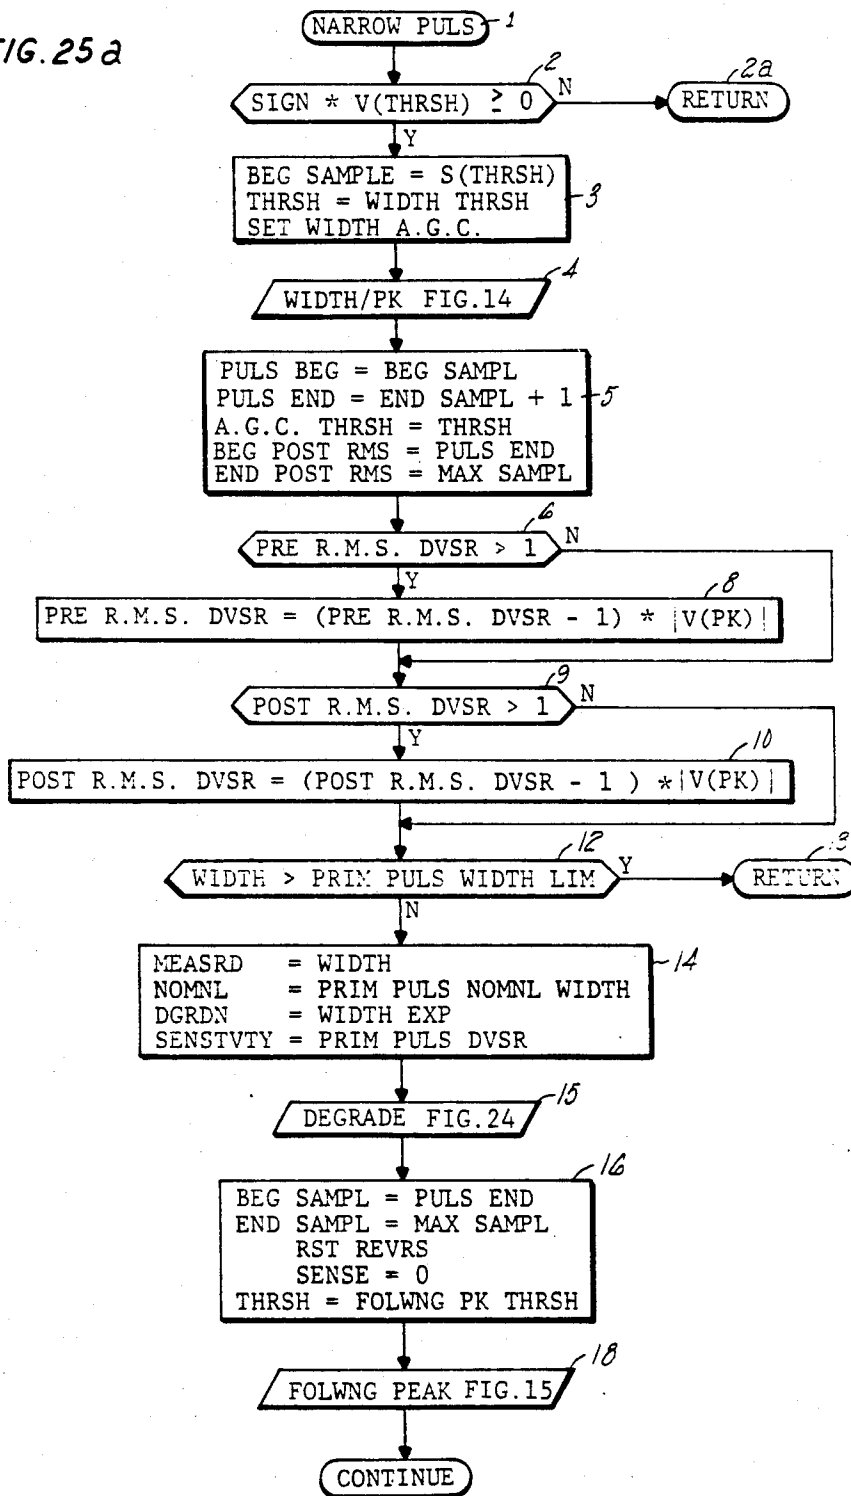 FIG. 25a
NARROW PULS 1
2
SIGN * V(THRSH) ≥ 0 N
2a
RETURN
Y
BEG SAMPLE = S(THRSH)
THRSH = WIDTH THRSH 3
SET WIDTH A.G.C.
4
WIDTH/PK FIG.14
PULS BEG = BEG SAMPL
PULS END = END SAMPL + 1 5
A.G.C. THRSH = THRSH
BEG POST RMS = PULS END
END POST RMS = MAX SAMPL
6
PRE R.M.S. DVSR > 1 N
Y
8
PRE R.M.S. DVSR = (PRE R.M.S. DVSR - 1) * |V(PK)|
9
POST R.M.S. DVSR > 1 N
Y
10
POST R.M.S. DVSR = (POST R.M.S. DVSR - 1 ) *|V(PK)|
12
WIDTH > PRIM PULS WIDTH LIM Y
13
RETURN
N
14
MEASRD = WIDTH
NOMNL = PRIM PULS NOMNL WIDTH
DGRDN = WIDTH EXP
SENSTVTY = PRIM PULS DVSR
15
DEGRADE FIG.24
16
BEG SAMPL = PULS END
END SAMPL = MAX SAMPL
RST REVRS
SENSE = 0
THRSH = FOLWNG PK THRSH
18
FOLWNG PEAK FIG.15
CONTINUE